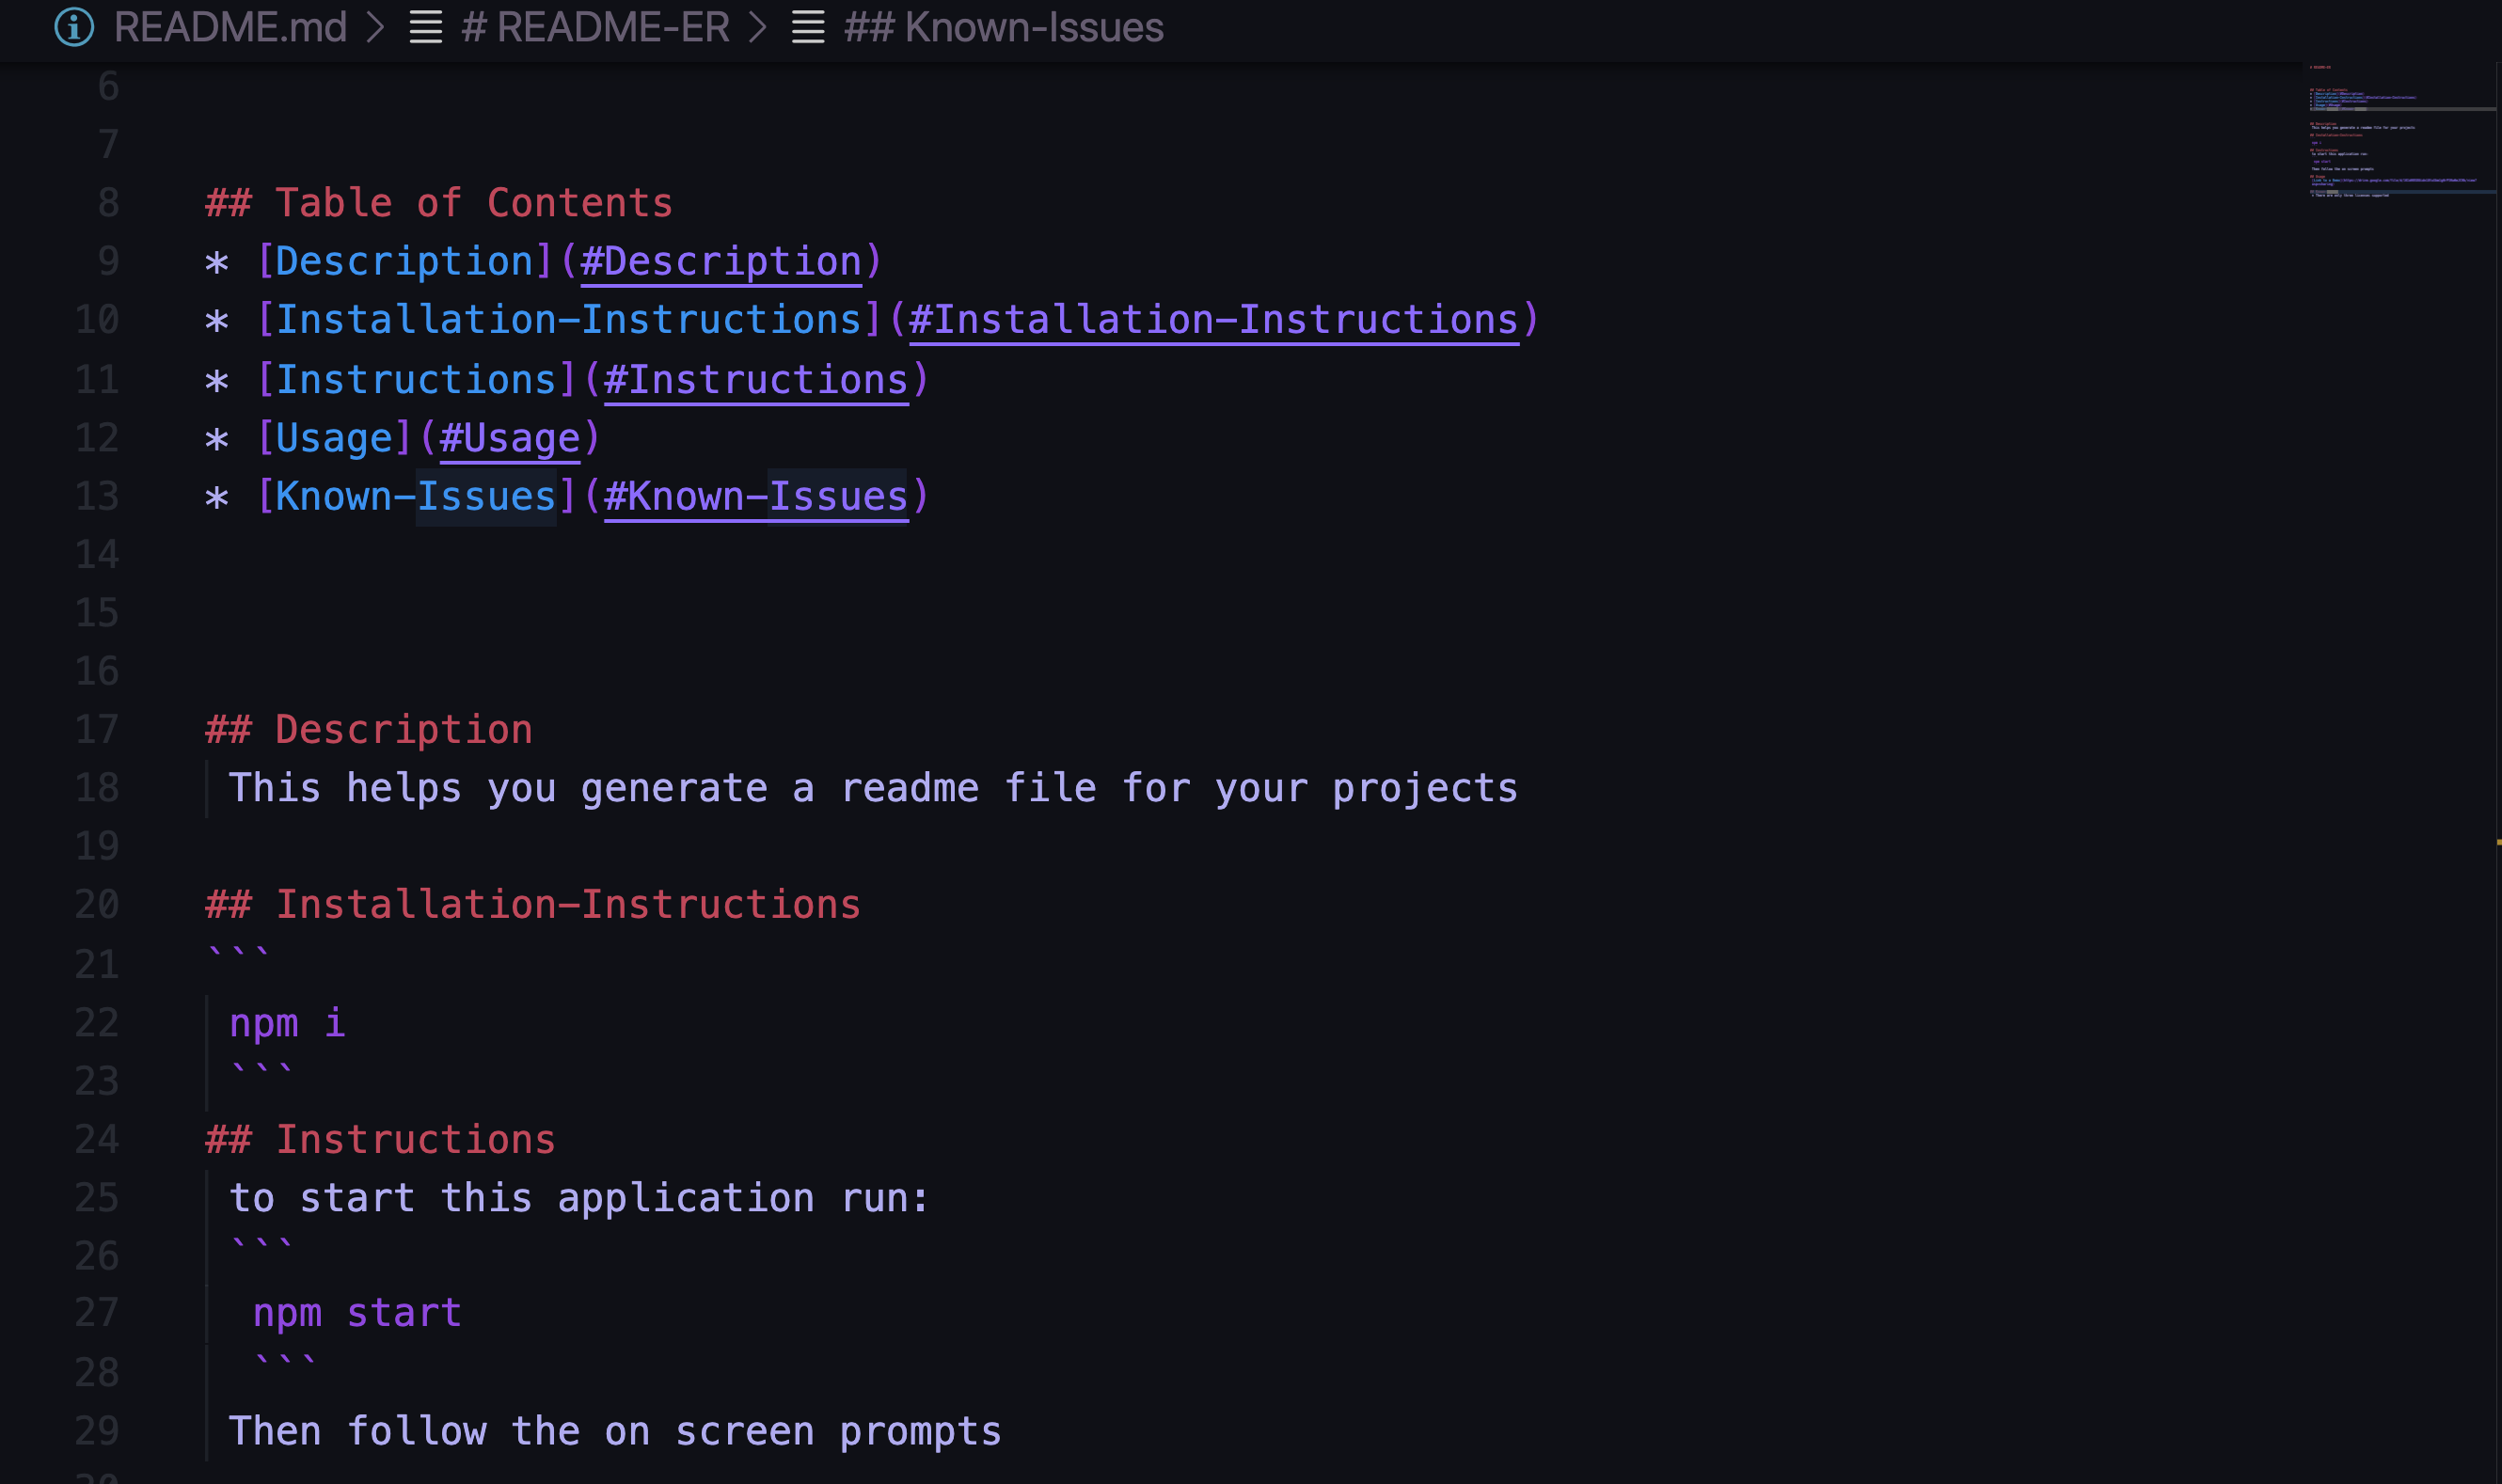 README.md > # README-ER > ## Known-Issues
6
7
8 ## Table of Contents
9 * [Description](#Description)
10 * [Installation-Instructions](#Installation-Instructions)
11 * [Instructions](#Instructions)
12 * [Usage](#Usage)
13 * [Known-Issues](#Known-Issues)
14
15
16
17 ## Description
18 This helps you generate a readme file for your projects
19
20 ## Installation-Instructions
21 ```
22 npm i
23 ```
24 ## Instructions
25 to start this application run:
26 ```
27 npm start
28 ```
29 Then follow the on screen prompts
30